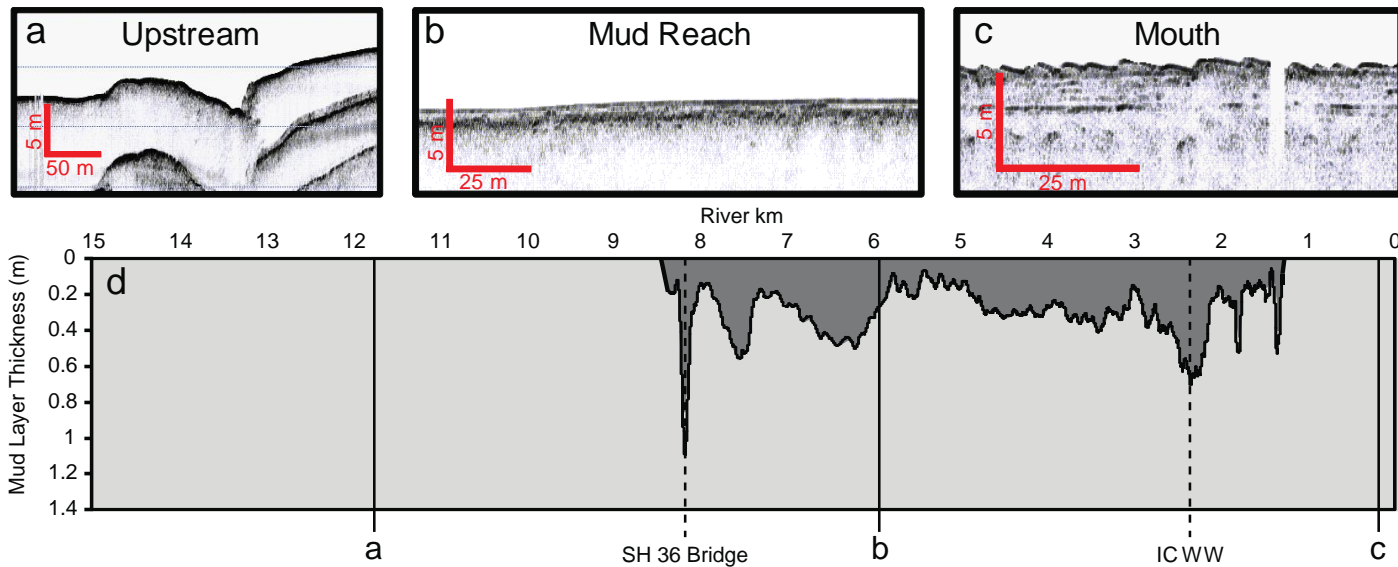 a Upstream
5 m
50 m
b Mud Reach
5 m
25 m
c Mouth
5 m
25 m
River km
15 14 13 12 11 10 9 8 7 6 5 4 3 2 1 0
d
Mud Layer Thickness (m)
0
0.2
0.4
0.6
0.8
1
1.2
1.4
a SH 36 Bridge b ICWW c